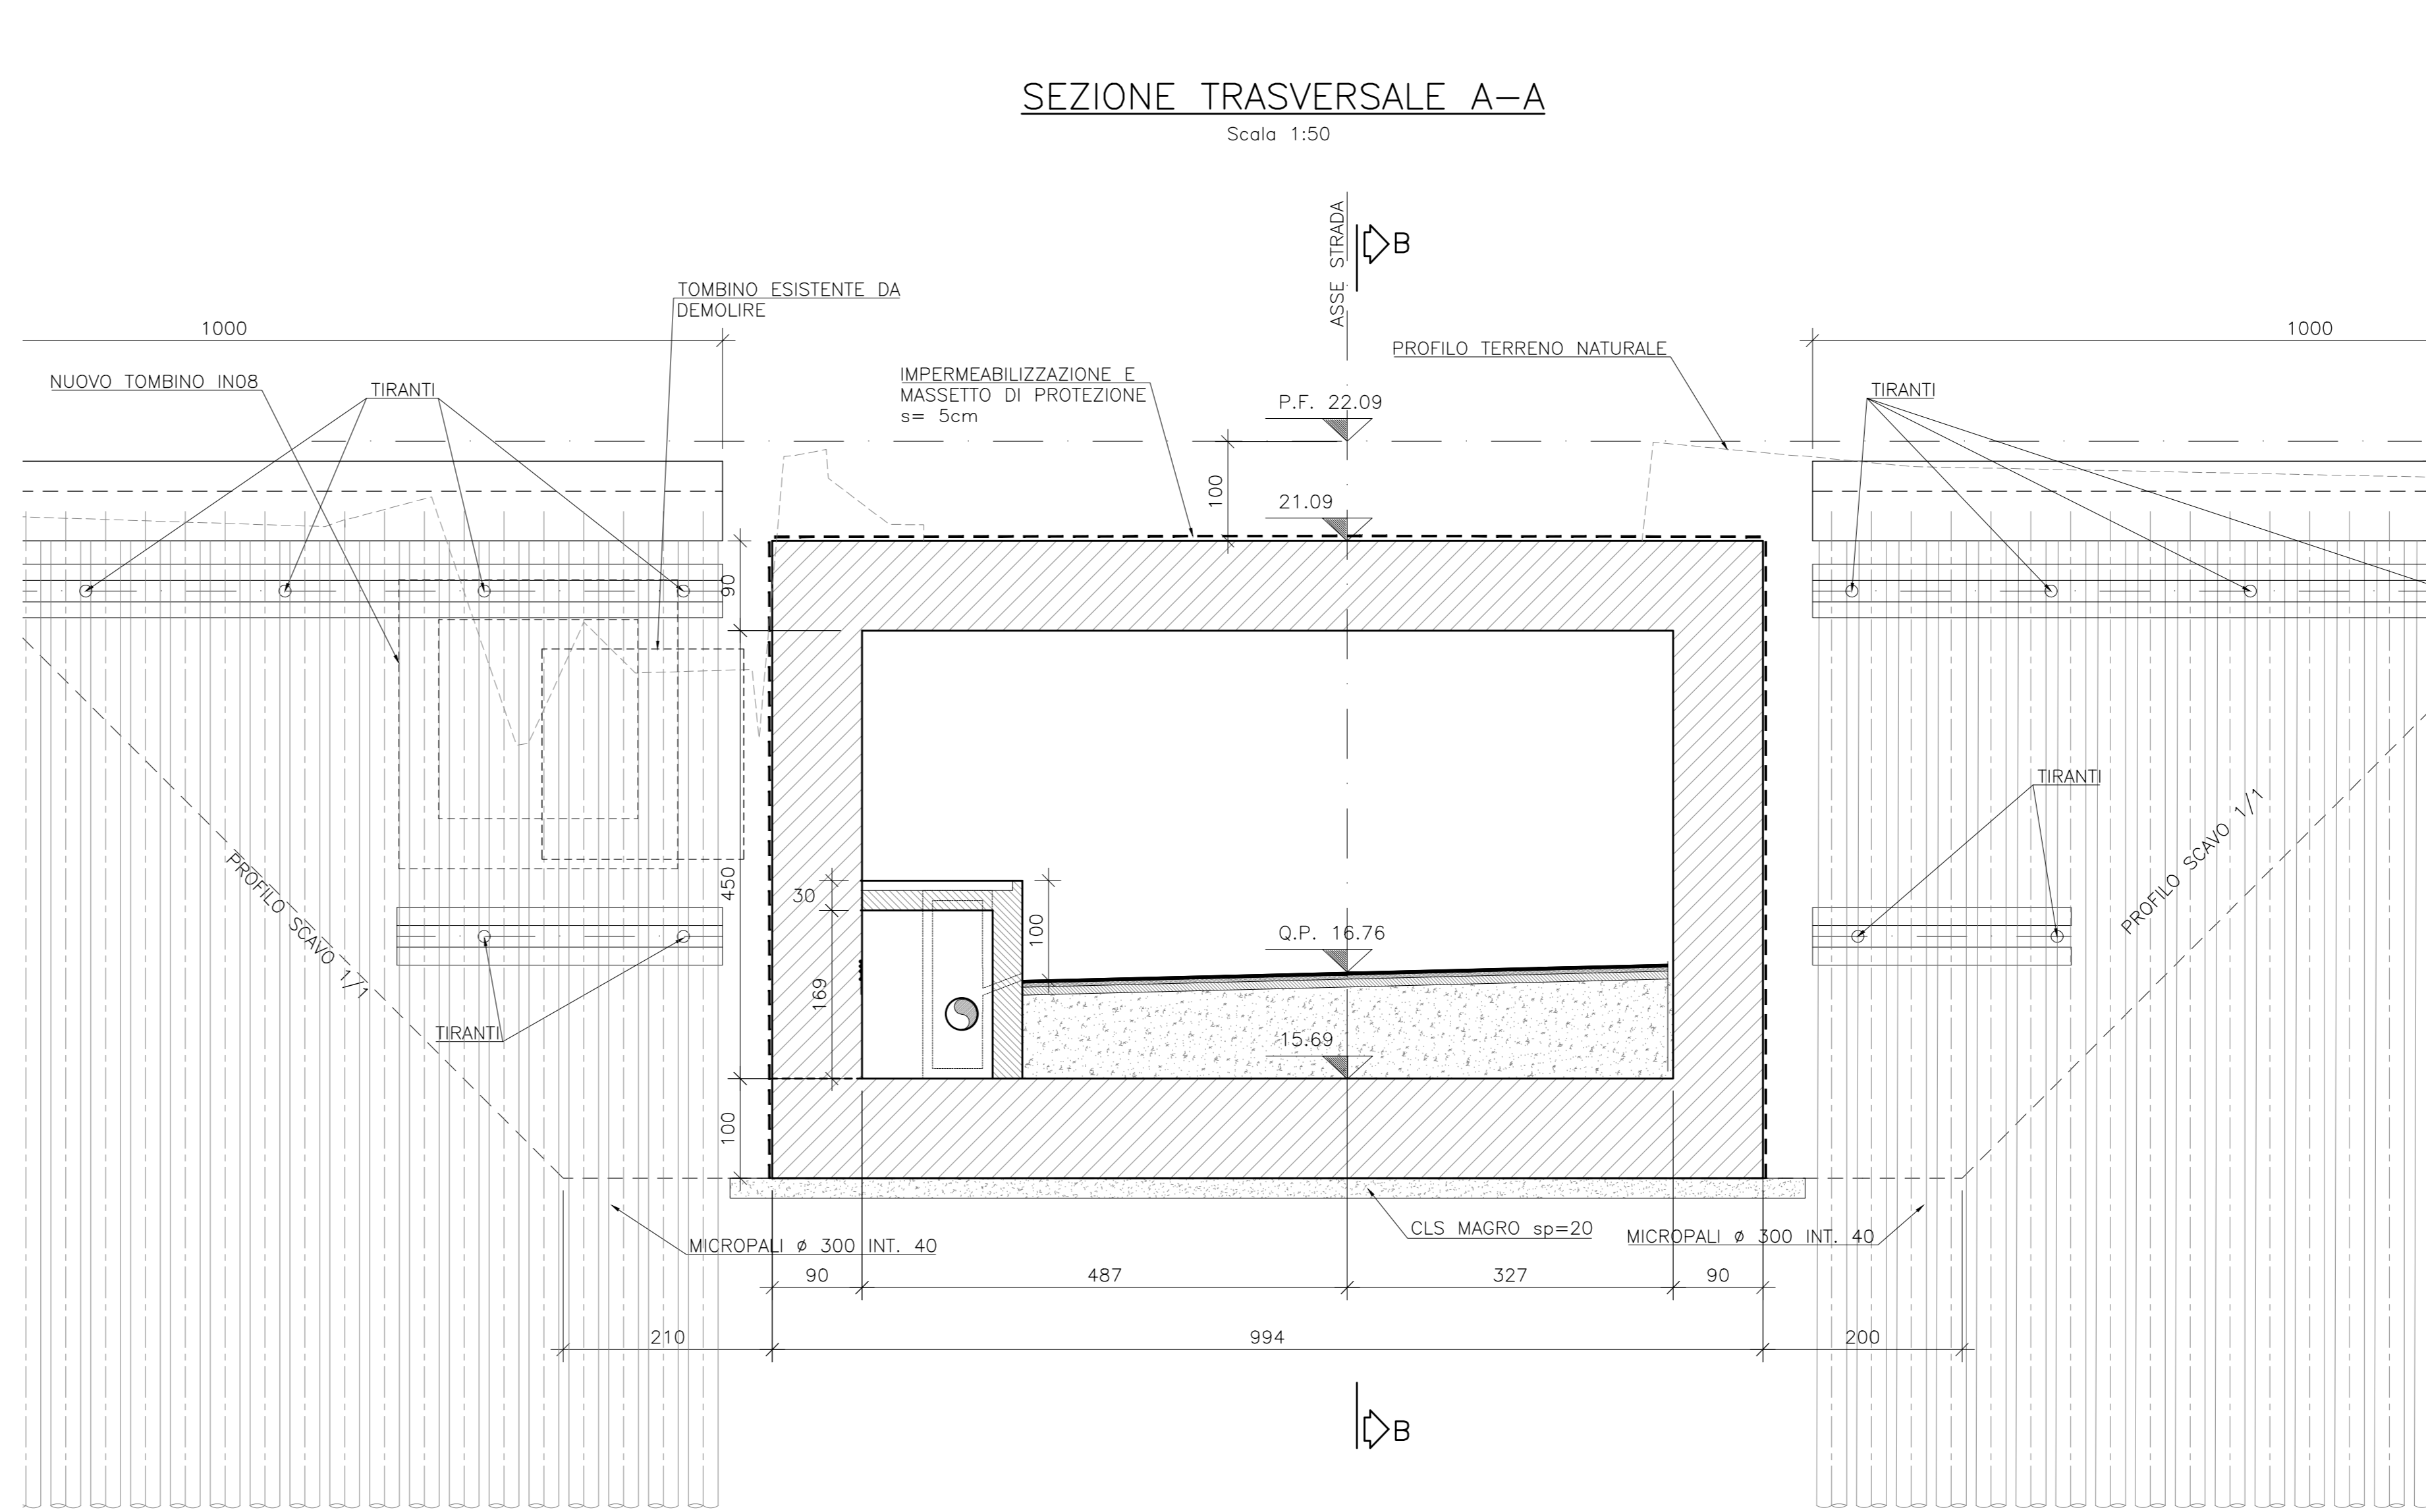 SEZIONE TRASVERSALE A-A
Scala 1:50
ASSE STRADA
B
TOMBINO ESISTENTE DA
DEMOLIRE
1000
1000
PROFILO TERRENO NATURALE
NUOVO TOMBINO IN08
TIRANTI
IMPERMEABILIZZAZIONE E
MASSETTO DI PROTEZIONE
s= 5cm
TIRANTI
P.F. 22.09
100
21.09
90
TIRANTI
PROFILO SCAVO 1/1
PROFILO SCAVO 1/1
450
30
100
Q.P. 16.76
169
TIRANTI
15.69
100
CLS MAGRO sp=20
MICROPALI ø 300 INT. 40
MICROPALI ø 300 INT. 40
90
487
327
90
210
994
200
B